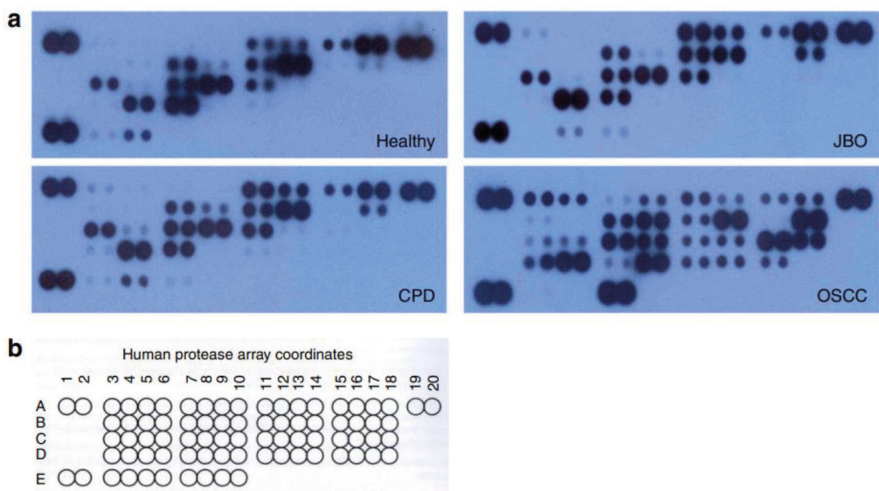 a
Healthy
JBO
CPD
OSCC
b
Human protease array coordinates
1 2 3 4 5 6 7 8 9 10 11 12 13 14 15 16 17 18 19 20
A
B
C
D
E